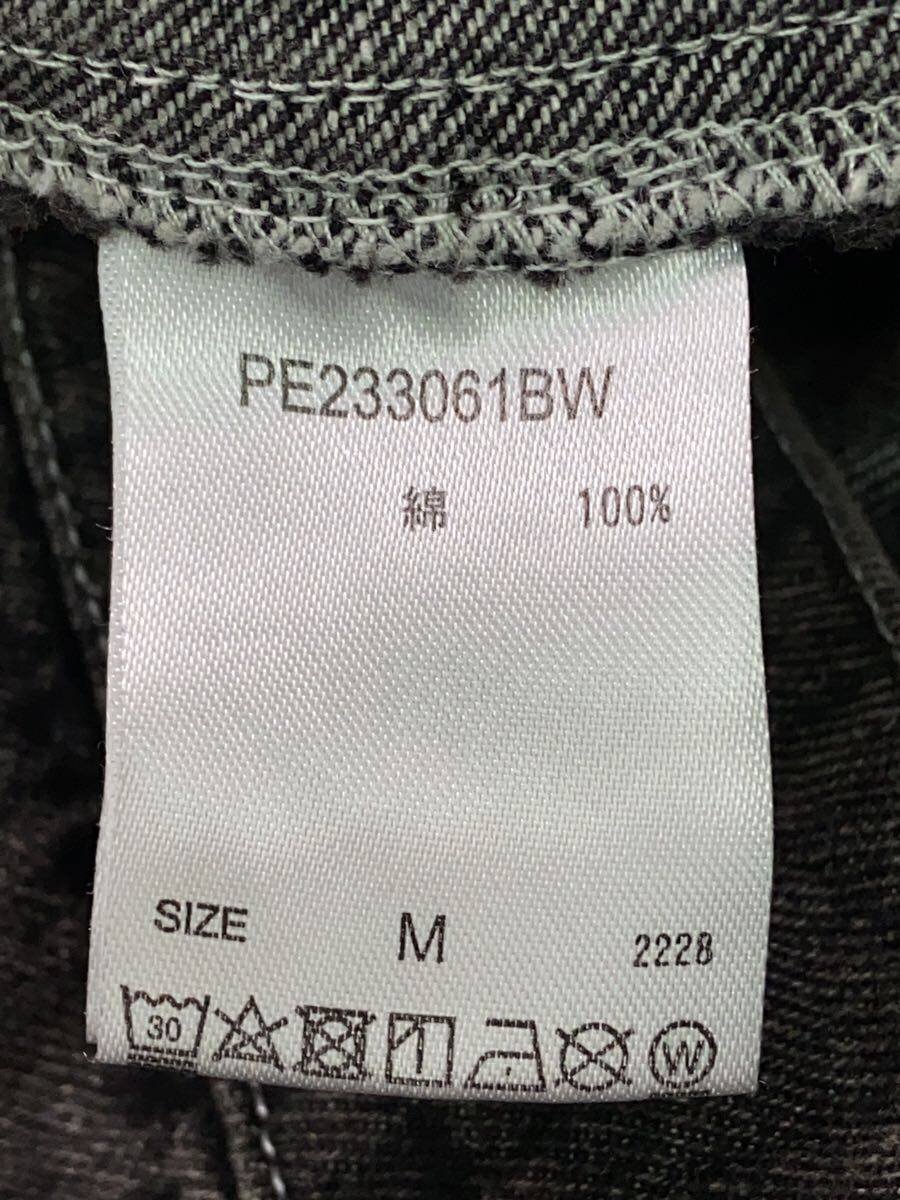 PE233061BW
綿 100%
SIZE M 2228
30 W